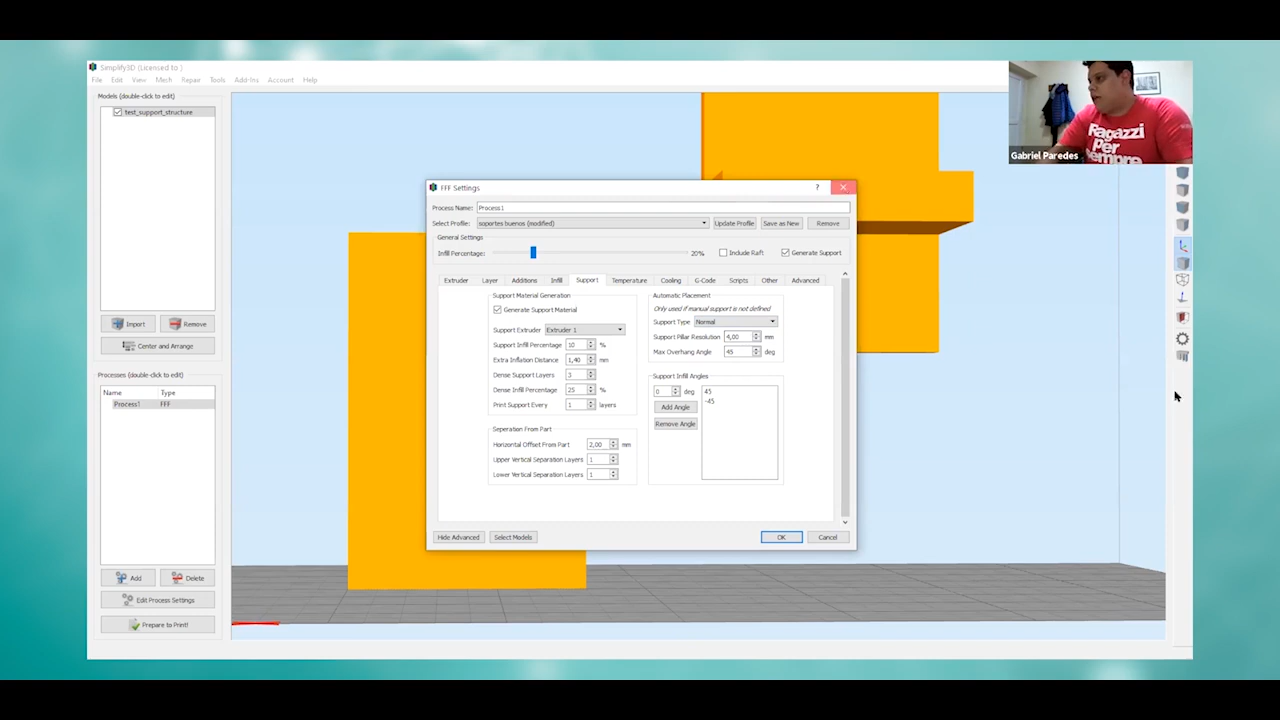 Simplify3D (Licensed to )
File Edit View Mesh Repair Tools Add-Ins Account Help
Models (double-click to edit)
test_support_structure
Import Remove
Center and Arrange
Processes (double-click to edit)
Name Type
Process1 FFF
Add Delete
Edit Process Settings
Prepare to Print!
FFF Settings
?
Process Name: Process1
Select Profile: soportes buenos (modified) Update Profile Save as New Remove
General Settings
Infill Percentage: 20% Include Raft Generate Support
Extruder Layer Additions Infill Support Temperature Cooling G-Code Scripts Other Advanced
Support Material Generation
Generate Support Material
Support Extruder Extruder 1
Support Infill Percentage 10 %
Extra Inflation Distance 1,40 mm
Dense Support Layers 3
Dense Infill Percentage 25 %
Print Support Every 1 layers
Seperation From Part
Horizontal Offset From Part 2,00 mm
Upper Vertical Separation Layers 1
Lower Vertical Separation Layers 1
Automatic Placement
Only used if manual support is not defined
Support Type Normal
Support Pillar Resolution 4,00 mm
Max Overhang Angle 45 deg
Support Infill Angles
0 deg
Add Angle
Remove Angle
45
-45
Hide Advanced Select Models OK Cancel
Ragazzi
Per
Sempre
Gabriel Paredes